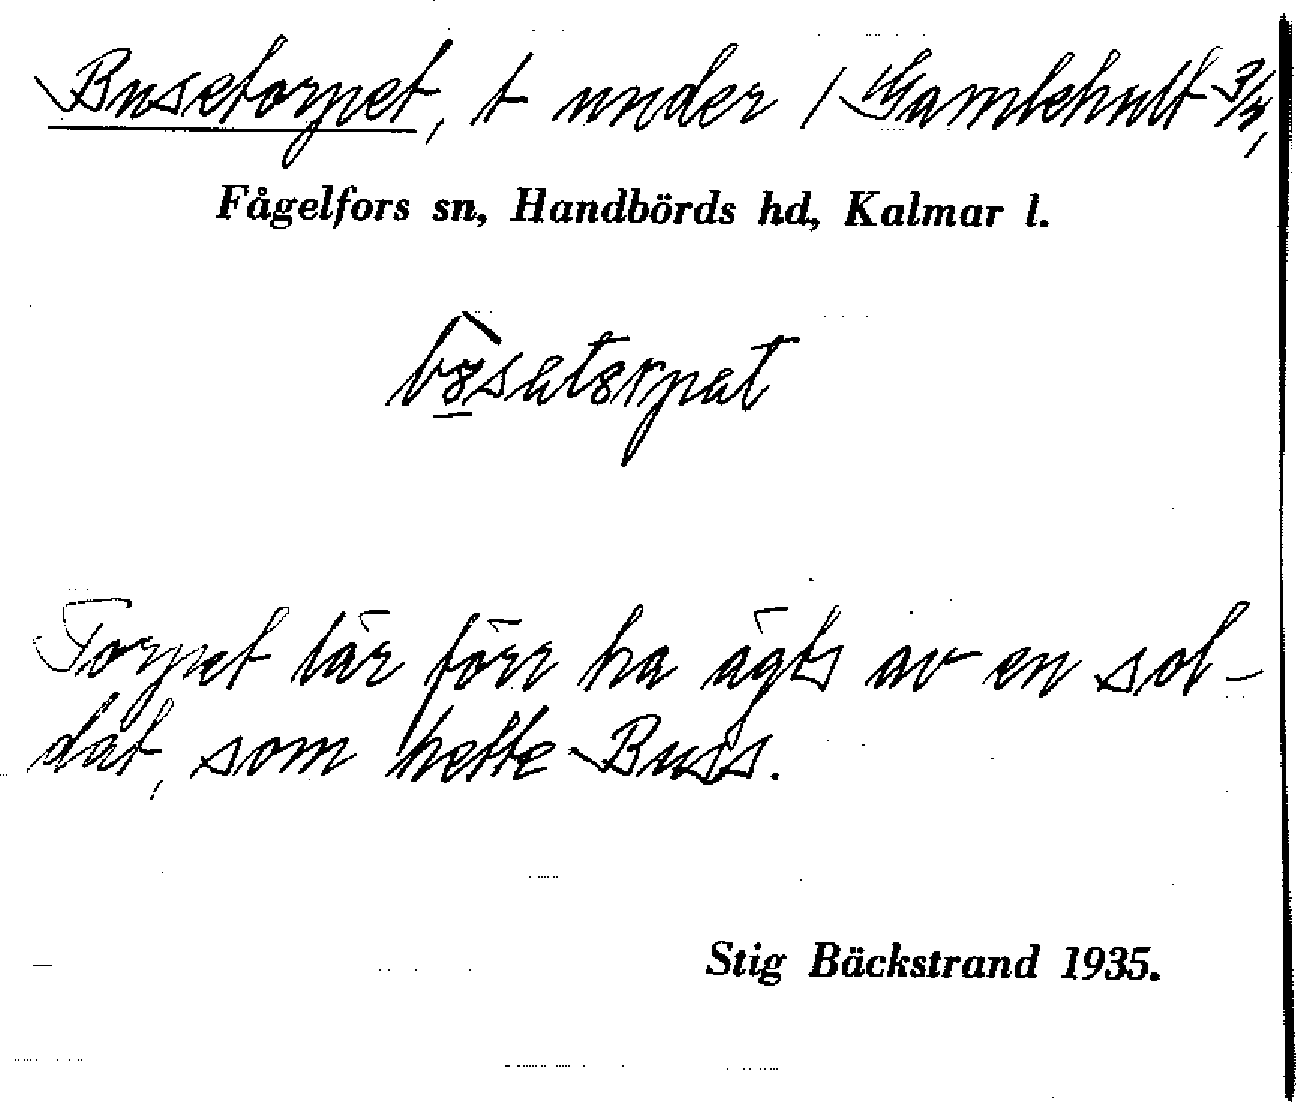 Busetorpet, t under 1 Gamlehult 3/4,
Fågelfors sn, Handbörds hd, Kalmar l.
Torpet lär förr ha ägts av en sol-
dat, som hette Buss.
Stig Bäckstrand 1935.